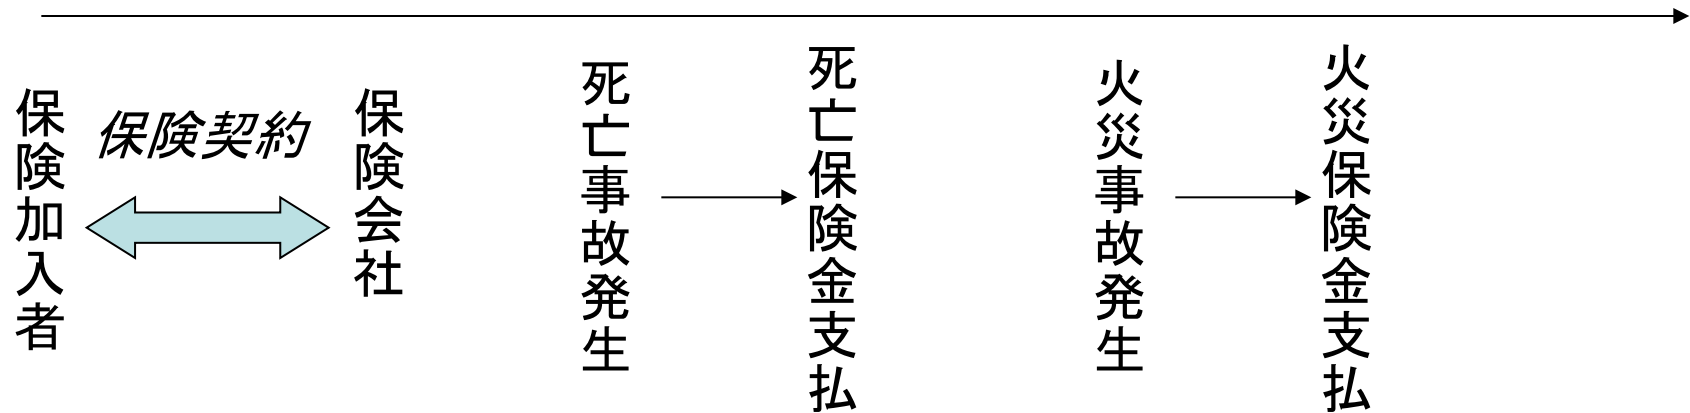 保険加入者
保険契約
保険会社
死亡事故発生
死亡保険金支払
火災事故発生
火災保険金支払